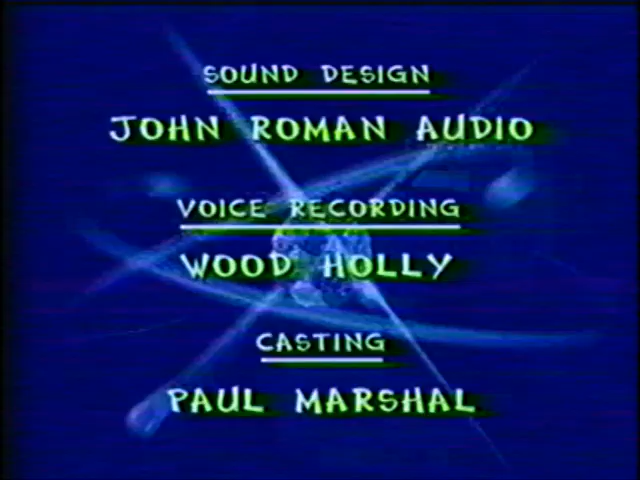 SOUND DESIGN
JOHN ROMAN AUDIO
VOICE RECORDING
WOOD HOLLY
CASTING
PAUL MARSHAL